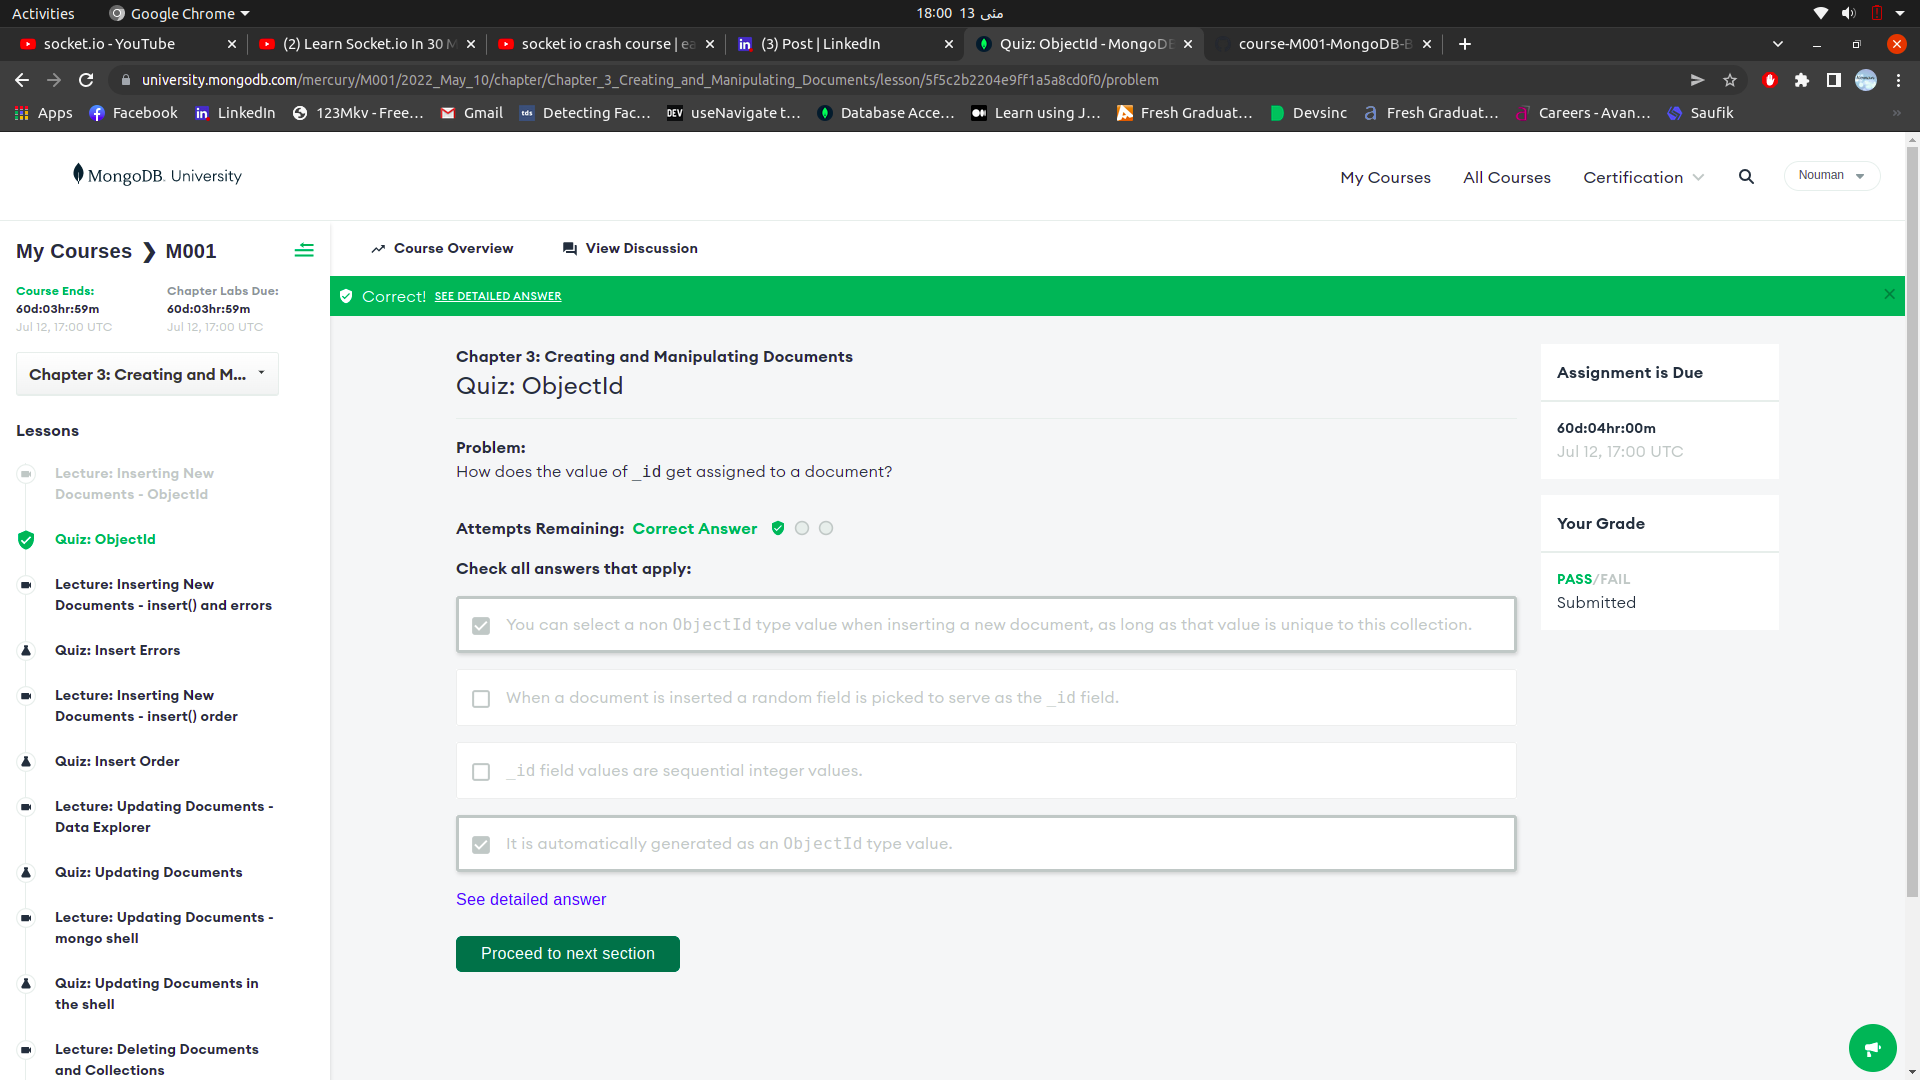 Activities
Google Chrome
18:00 13 مئی
socket.io - YouTube
(2) Learn Socket.io In 30 M
socket io crash course | ea
(3) Post | LinkedIn
Quiz: ObjectId - MongoDB
course-M001-MongoDB-B
university.mongodb.com/mercury/M001/2022_May_10/chapter/Chapter_3_Creating_and_Manipulating_Documents/lesson/5f5c2b2204e9ff1a5a8cd0f0/problem
Apps
Facebook
LinkedIn
123Mkv - Free...
Gmail
tds
Detecting Fac...
DEV
useNavigate t...
Database Acce...
Learn using J...
Fresh Graduat...
Devsinc
Fresh Graduat...
Careers - Avan...
Saufik
MongoDB. University
My Courses
All Courses
Certification
Nouman
My Courses ❯ M001
Course Overview
View Discussion
Course Ends:
60d:03hr:59m
Jul 12, 17:00 UTC
Chapter Labs Due:
60d:03hr:59m
Jul 12, 17:00 UTC
Correct! SEE DETAILED ANSWER
Chapter 3: Creating and M...
Lessons
Lecture: Inserting New
Documents - ObjectId
Quiz: ObjectId
Lecture: Inserting New
Documents - insert() and errors
Quiz: Insert Errors
Lecture: Inserting New
Documents - insert() order
Quiz: Insert Order
Lecture: Updating Documents -
Data Explorer
Quiz: Updating Documents
Lecture: Updating Documents -
mongo shell
Quiz: Updating Documents in
the shell
Lecture: Deleting Documents
and Collections
Chapter 3: Creating and Manipulating Documents
Quiz: ObjectId
Problem:
How does the value of _id get assigned to a document?
Attempts Remaining: Correct Answer
Check all answers that apply:
You can select a non ObjectId type value when inserting a new document, as long as that value is unique to this collection.
When a document is inserted a random field is picked to serve as the _id field.
_id field values are sequential integer values.
It is automatically generated as an ObjectId type value.
See detailed answer
Proceed to next section
Assignment is Due
60d:04hr:00m
Jul 12, 17:00 UTC
Your Grade
PASS/FAIL
Submitted